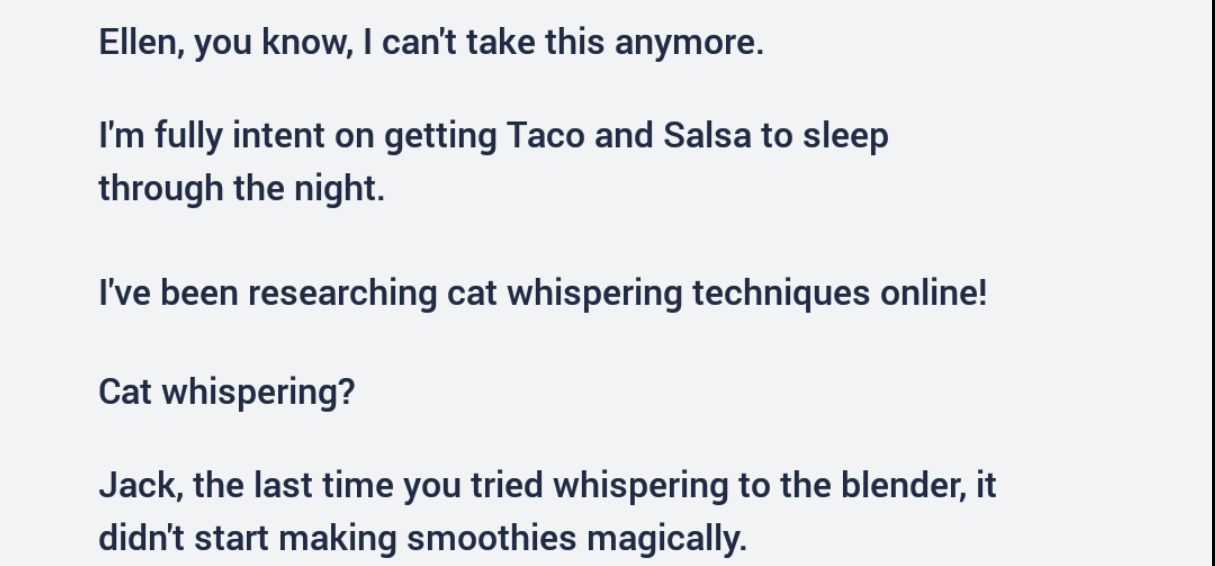 Ellen, you know, I can't take this anymore.
I'm fully intent on getting Taco and Salsa to sleep
through the night.
I've been researching cat whispering techniques online!
Cat whispering?
Jack, the last time you tried whispering to the blender, it
didn't start making smoothies magically.